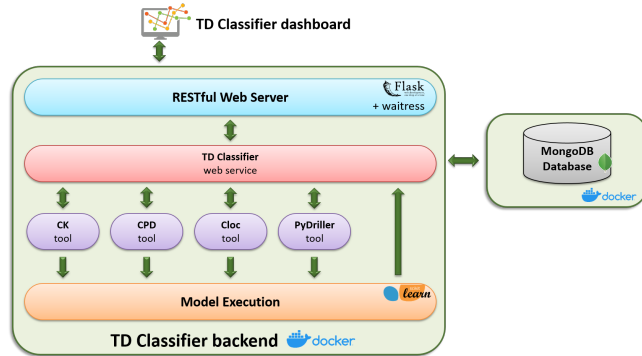 TD Classifier dashboard
RESTful Web Server
Flask
+ waitress
TD Classifier
web service
MongoDB
Database
docker
CK
tool
CPD
tool
Cloc
tool
PyDriller
tool
Model Execution
learn
TD Classifier backend
docker